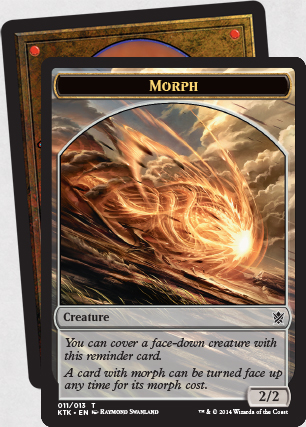 MORPH
Creature
You can cover a face-down creature with
this reminder card.
A card with morph can be turned face up
any time for its morph cost.
2/2
011/013 T
KTK • EN RAYMOND SWANLAND
™ & © 2014 Wizards of the Coast